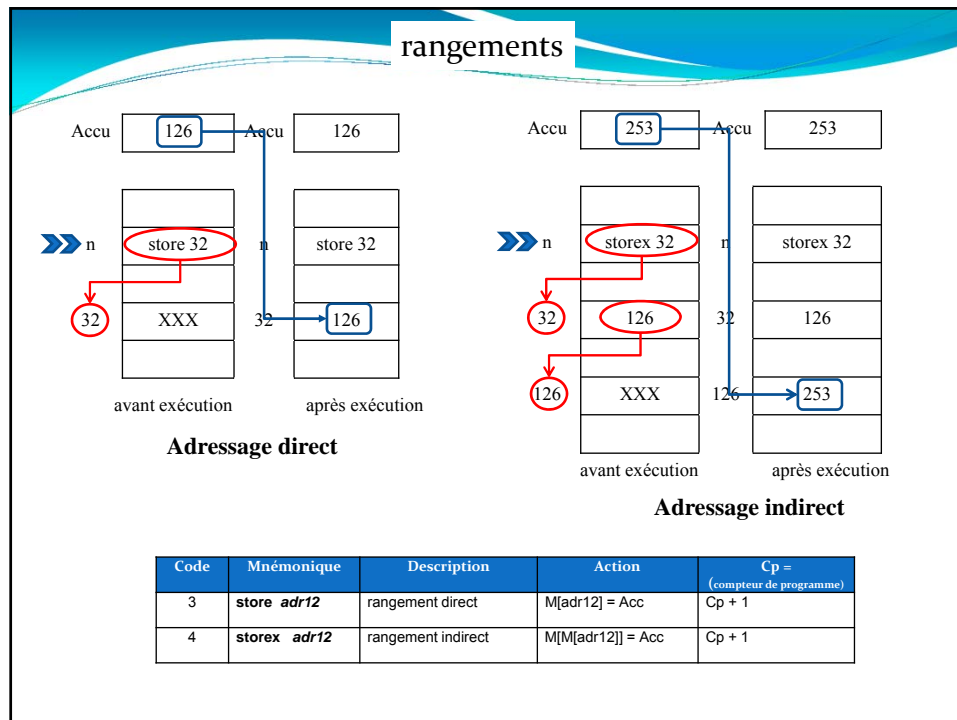 rangements
Accu 126 Accu 126
n store 32 n store 32
32 XXX 32 126
avant exécution après exécution
Adressage direct
Accu 253 Accu 253
n storex 32 n storex 32
32 126 32 126
126 XXX 126 253
avant exécution après exécution
Adressage indirect
Code Mnémonique Description Action Cp =
(compteur de programme)
3 store adr12 rangement direct M[adr12] = Acc Cp + 1
4 storex adr12 rangement indirect M[M[adr12]] = Acc Cp + 1